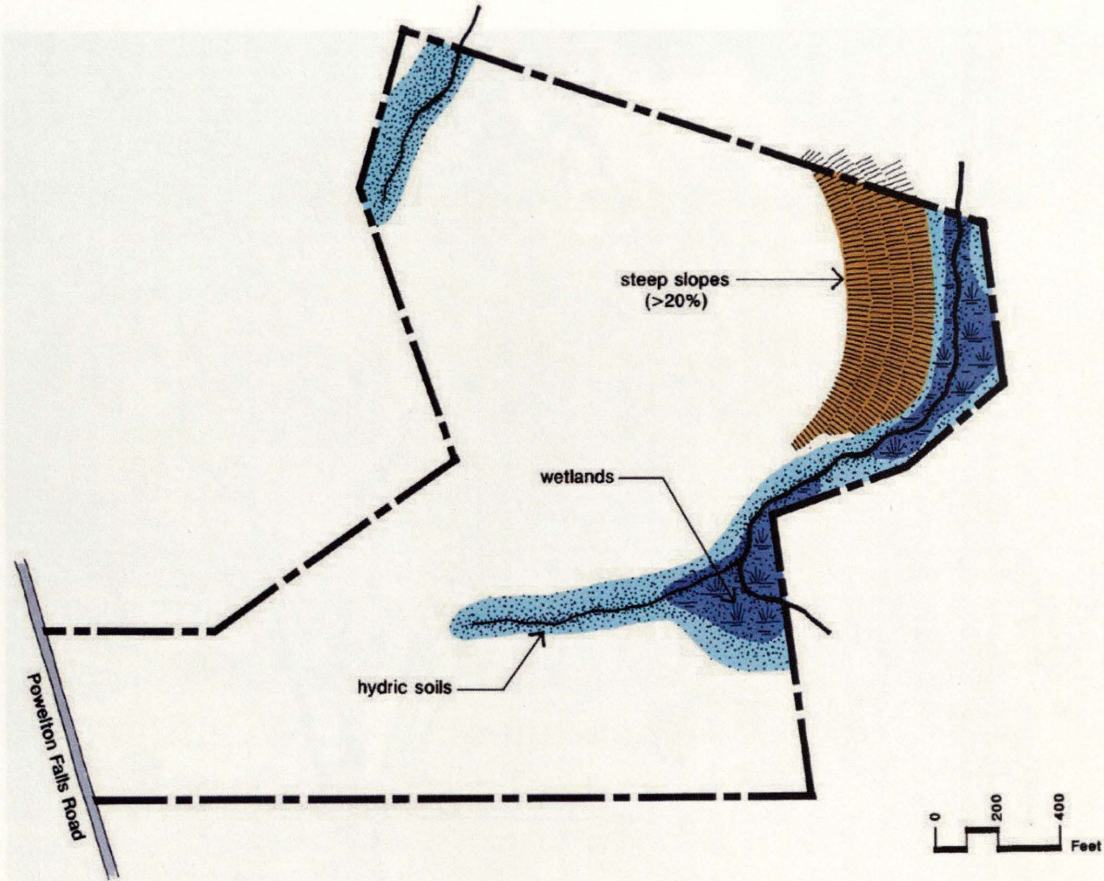 steep slopes
(>20%)
wetlands
hydric soils
Powelton Falls Road
0
200
400
Feet